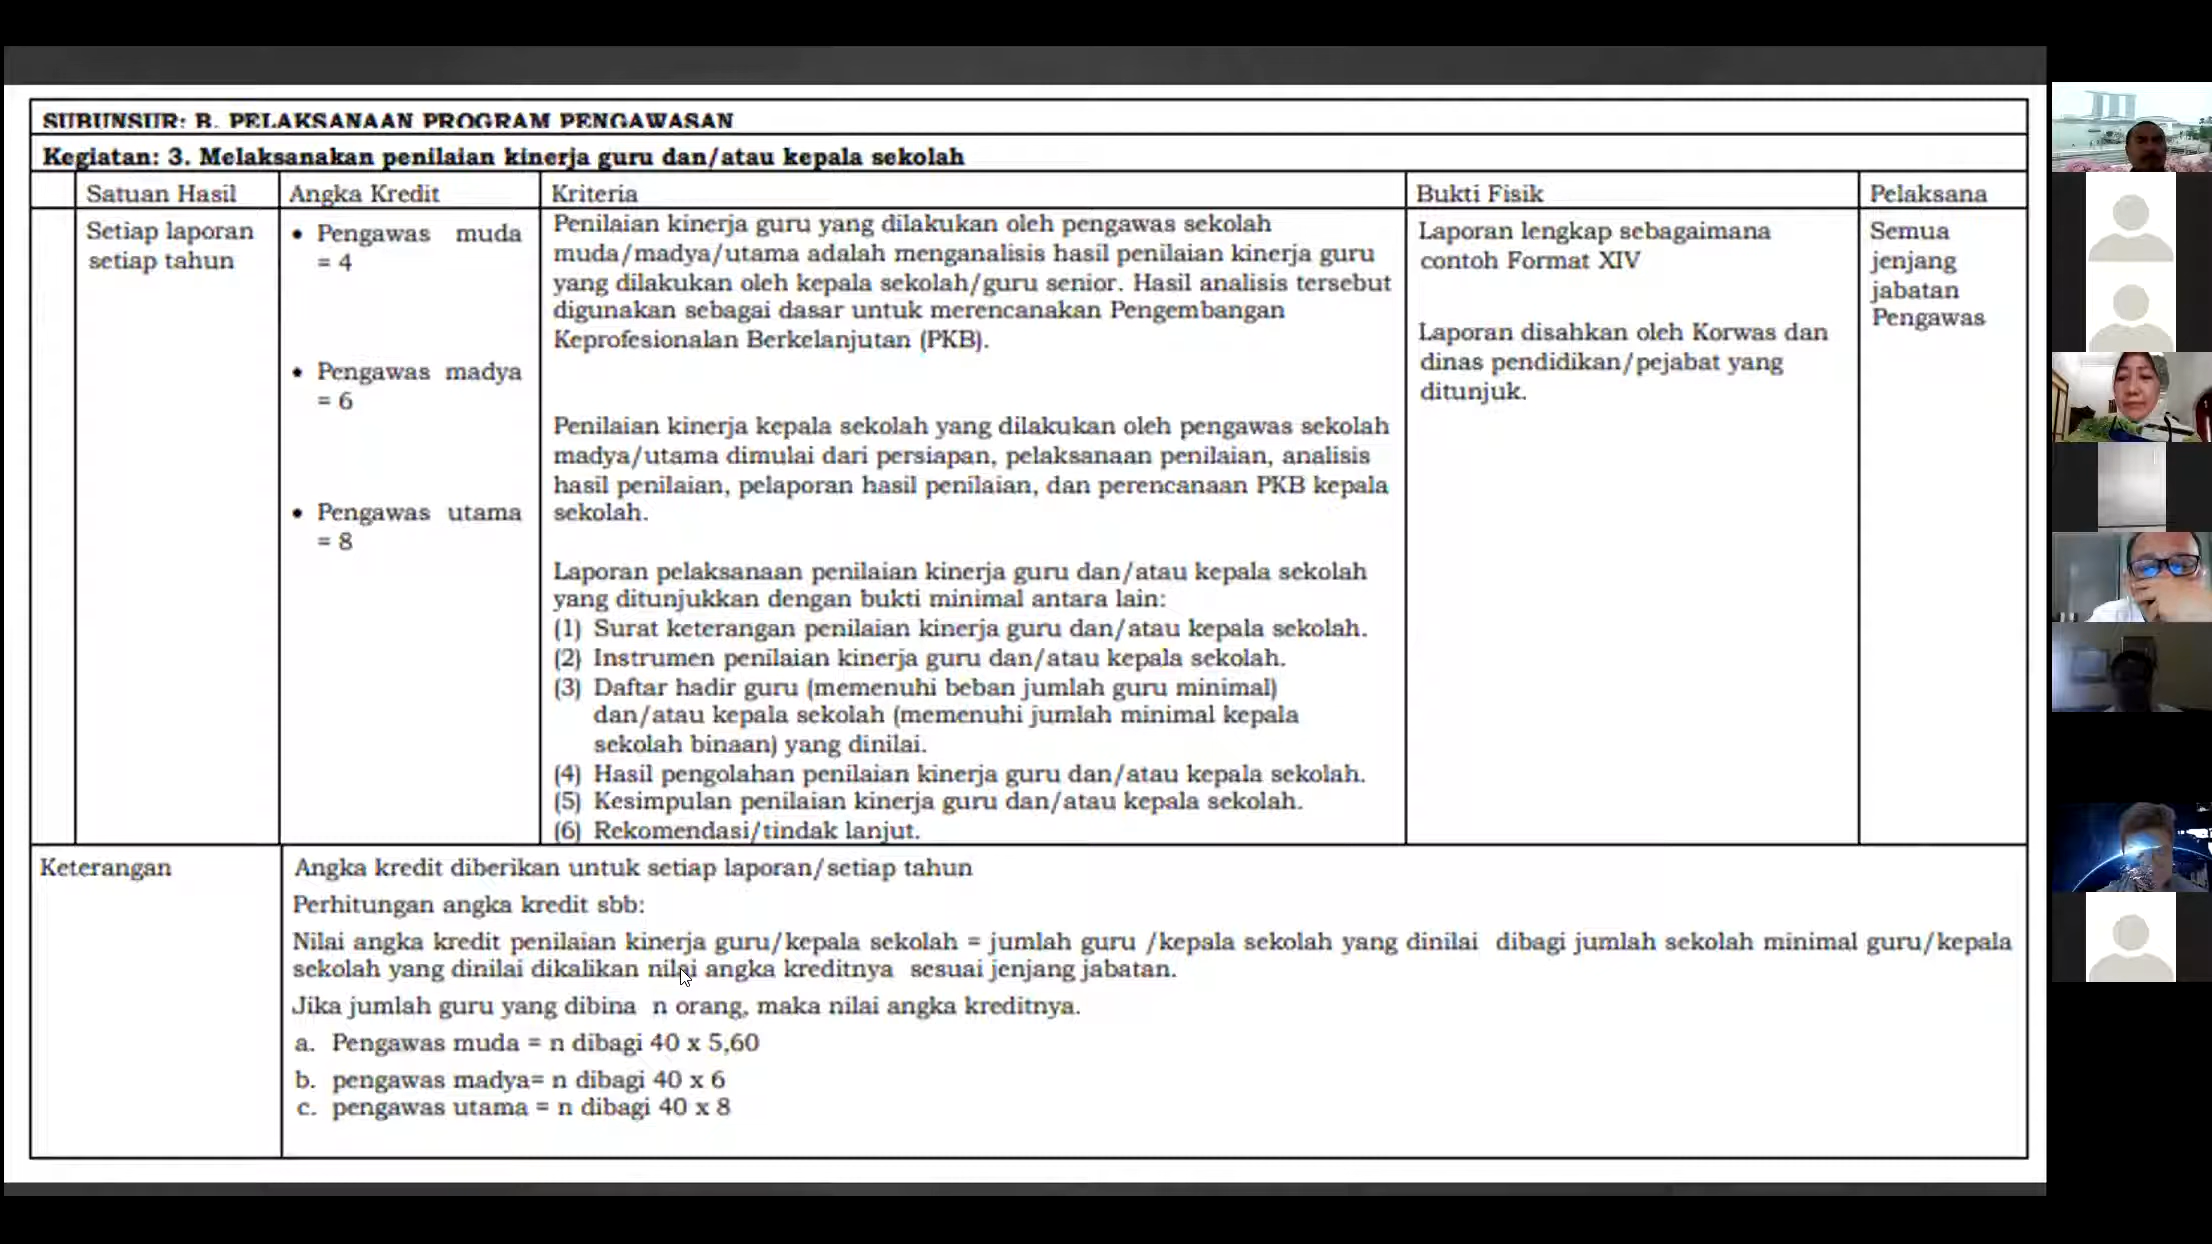 SUBUNSUR: B. PELAKSANAAN PROGRAM PENGAWASAN
Kegiatan: 3. Melaksanakan penilaian kinerja guru dan/atau kepala sekolah
Satuan Hasil
Angka Kredit
Kriteria
Bukti Fisik
Pelaksana
Setiap laporan
setiap tahun
• Pengawas muda
= 4
• Pengawas madya
= 6
• Pengawas utama
= 8
Penilaian kinerja guru yang dilakukan oleh pengawas sekolah
muda/madya/utama adalah menganalisis hasil penilaian kinerja guru
yang dilakukan oleh kepala sekolah/guru senior. Hasil analisis tersebut
digunakan sebagai dasar untuk merencanakan Pengembangan
Keprofesionalan Berkelanjutan (PKB).
Penilaian kinerja kepala sekolah yang dilakukan oleh pengawas sekolah
madya/utama dimulai dari persiapan, pelaksanaan penilaian, analisis
hasil penilaian, pelaporan hasil penilaian, dan perencanaan PKB kepala
sekolah.
Laporan pelaksanaan penilaian kinerja guru dan/atau kepala sekolah
yang ditunjukkan dengan bukti minimal antara lain:
(1) Surat keterangan penilaian kinerja guru dan/atau kepala sekolah.
(2) Instrumen penilaian kinerja guru dan/atau kepala sekolah.
(3) Daftar hadir guru (memenuhi beban jumlah guru minimal)
dan/atau kepala sekolah (memenuhi jumlah minimal kepala
sekolah binaan) yang dinilai.
(4) Hasil pengolahan penilaian kinerja guru dan/atau kepala sekolah.
(5) Kesimpulan penilaian kinerja guru dan/atau kepala sekolah.
(6) Rekomendasi/tindak lanjut.
Laporan lengkap sebagaimana
contoh Format XIV
Laporan disahkan oleh Korwas dan
dinas pendidikan/pejabat yang
ditunjuk.
Semua
jenjang
jabatan
Pengawas
Keterangan
Angka kredit diberikan untuk setiap laporan/setiap tahun
Perhitungan angka kredit sbb:
Nilai angka kredit penilaian kinerja guru/kepala sekolah = jumlah guru /kepala sekolah yang dinilai dibagi jumlah sekolah minimal guru/kepala
sekolah yang dinilai dikalikan nilai angka kreditnya sesuai jenjang jabatan.
Jika jumlah guru yang dibina n orang, maka nilai angka kreditnya.
a. Pengawas muda = n dibagi 40 x 5,60
b. pengawas madya= n dibagi 40 x 6
c. pengawas utama = n dibagi 40 x 8